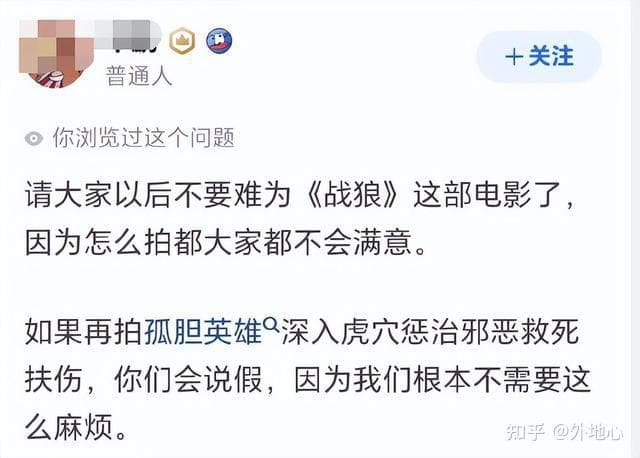 普通人
+关注
你浏览过这个问题
请大家以后不要难为《战狼》这部电影了，
因为怎么拍都大家都不会满意。
如果再拍孤胆英雄深入虎穴惩治邪恶救死
扶伤，你们会说假，因为我们根本不需要这
么麻烦。
知乎 @外地心